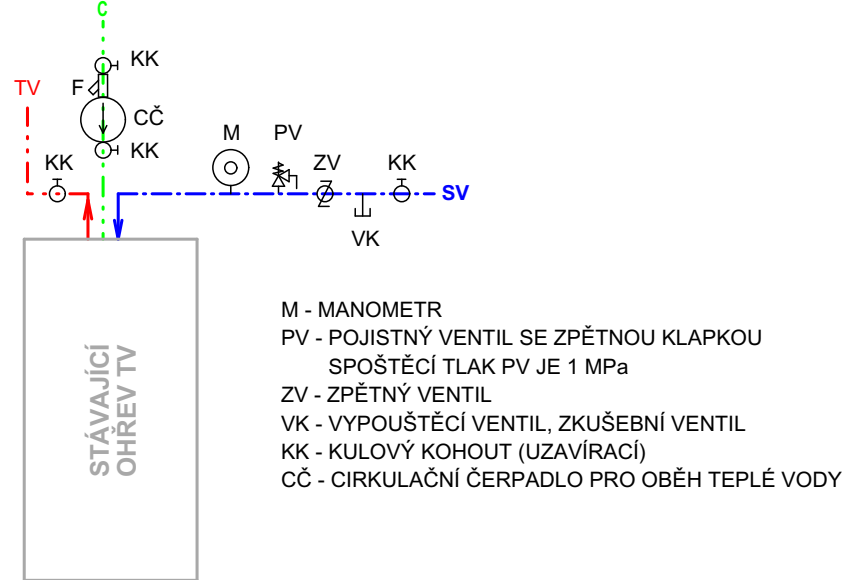 C
KK
TV
F
CČ
KK
M
PV
KK
ZV
KK
SV
VK
M - MANOMETR
PV - POJISTNÝ VENTIL SE ZPĚTNOU KLAPKOU
SPOŠTĚCÍ TLAK PV JE 1 MPa
ZV - ZPĚTNÝ VENTIL
VK - VYPOUŠTĚCÍ VENTIL, ZKUŠEBNÍ VENTIL
KK - KULOVÝ KOHOUT (UZAVÍRACÍ)
CČ - CIRKULAČNÍ ČERPADLO PRO OBĚH TEPLÉ VODY
STÁVAJÍCÍ
OHŘEV TV